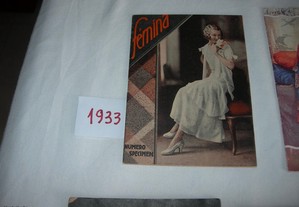 Femina
1933
NUMERO
SPECIMEN